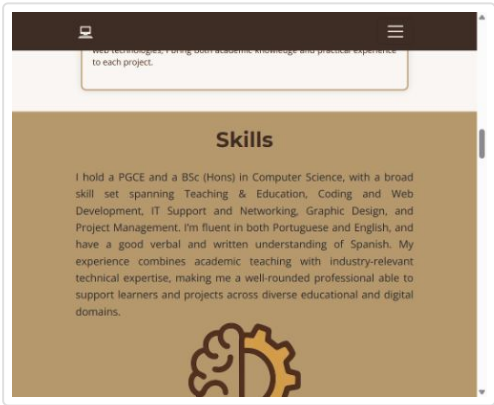 web technologies, I bring both academic knowledge and practical experience
to each project.
Skills
I hold a PGCE and a BSc (Hons) in Computer Science, with a broad
skill set spanning Teaching & Education, Coding and Web
Development, IT Support and Networking, Graphic Design, and
Project Management. I'm fluent in both Portuguese and English, and
have a good verbal and written understanding of Spanish. My
experience combines academic teaching with industry-relevant
technical expertise, making me a well-rounded professional able to
support learners and projects across diverse educational and digital
domains.